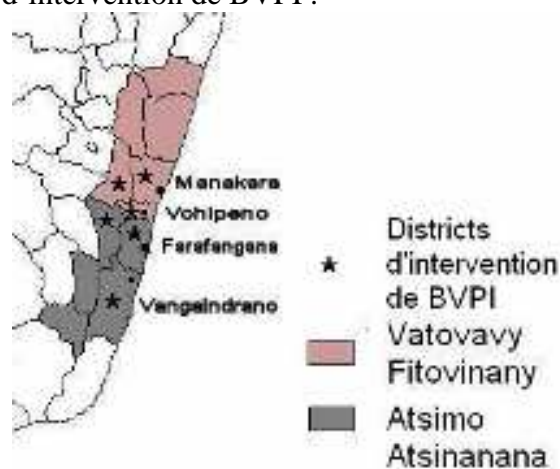 d'intervention de BVPI :
Manakara
Vohipeno
Farafangana
Vangaindrano
Districts
d'intervention
de BVPI
Vatovavy
Fitovinany
Atsimo
Atsinanana